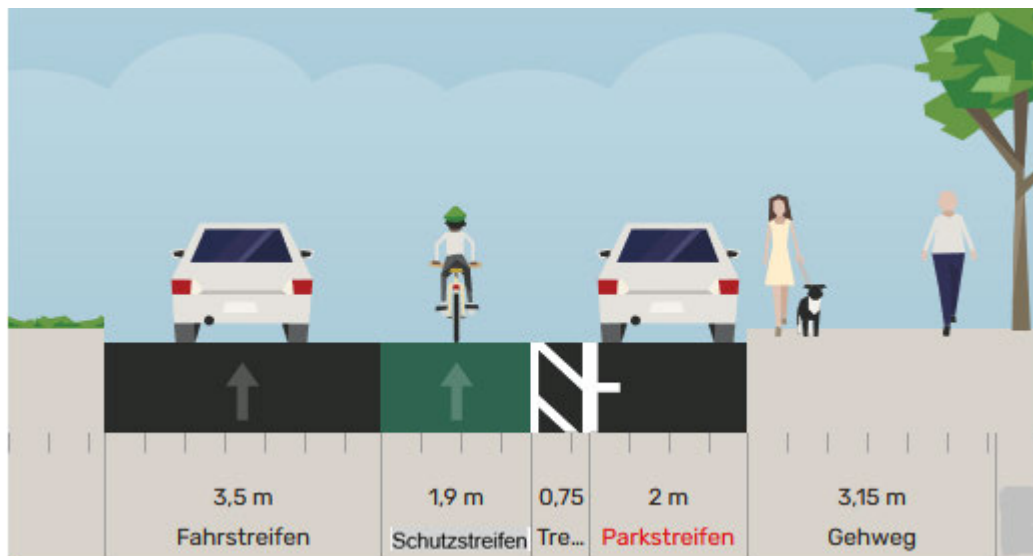 3,5 m 1,9 m 0,75 2 m 3,15 m
Fahrstreifen Schutzstreifen Tre... Parkstreifen Gehweg